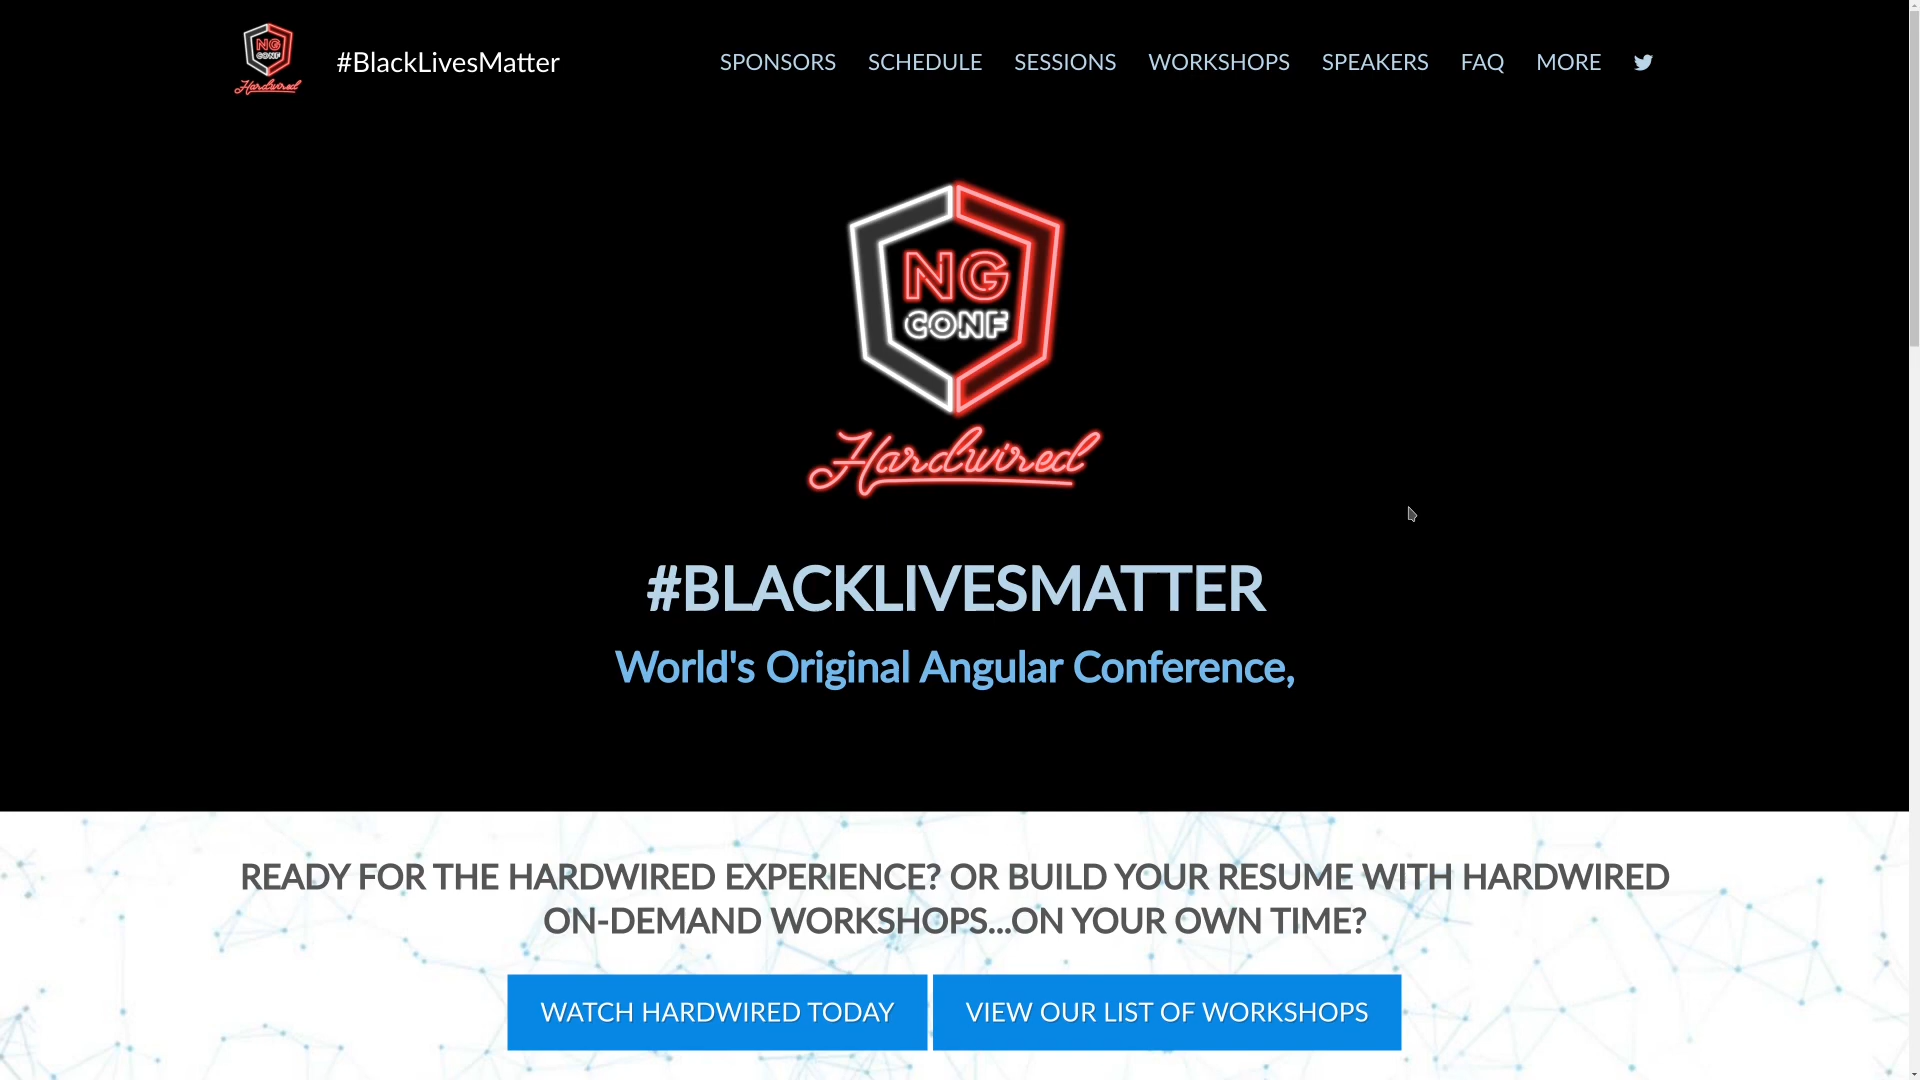 NG
CONF
Hardwired
#BlackLivesMatter
SPONSORS SCHEDULE SESSIONS WORKSHOPS SPEAKERS FAQ MORE
NG
CONF
Hardwired
#BLACKLIVESMATTER
World's Original Angular Conference,
READY FOR THE HARDWIRED EXPERIENCE? OR BUILD YOUR RESUME WITH HARDWIRED
ON-DEMAND WORKSHOPS...ON YOUR OWN TIME?
WATCH HARDWIRED TODAY VIEW OUR LIST OF WORKSHOPS